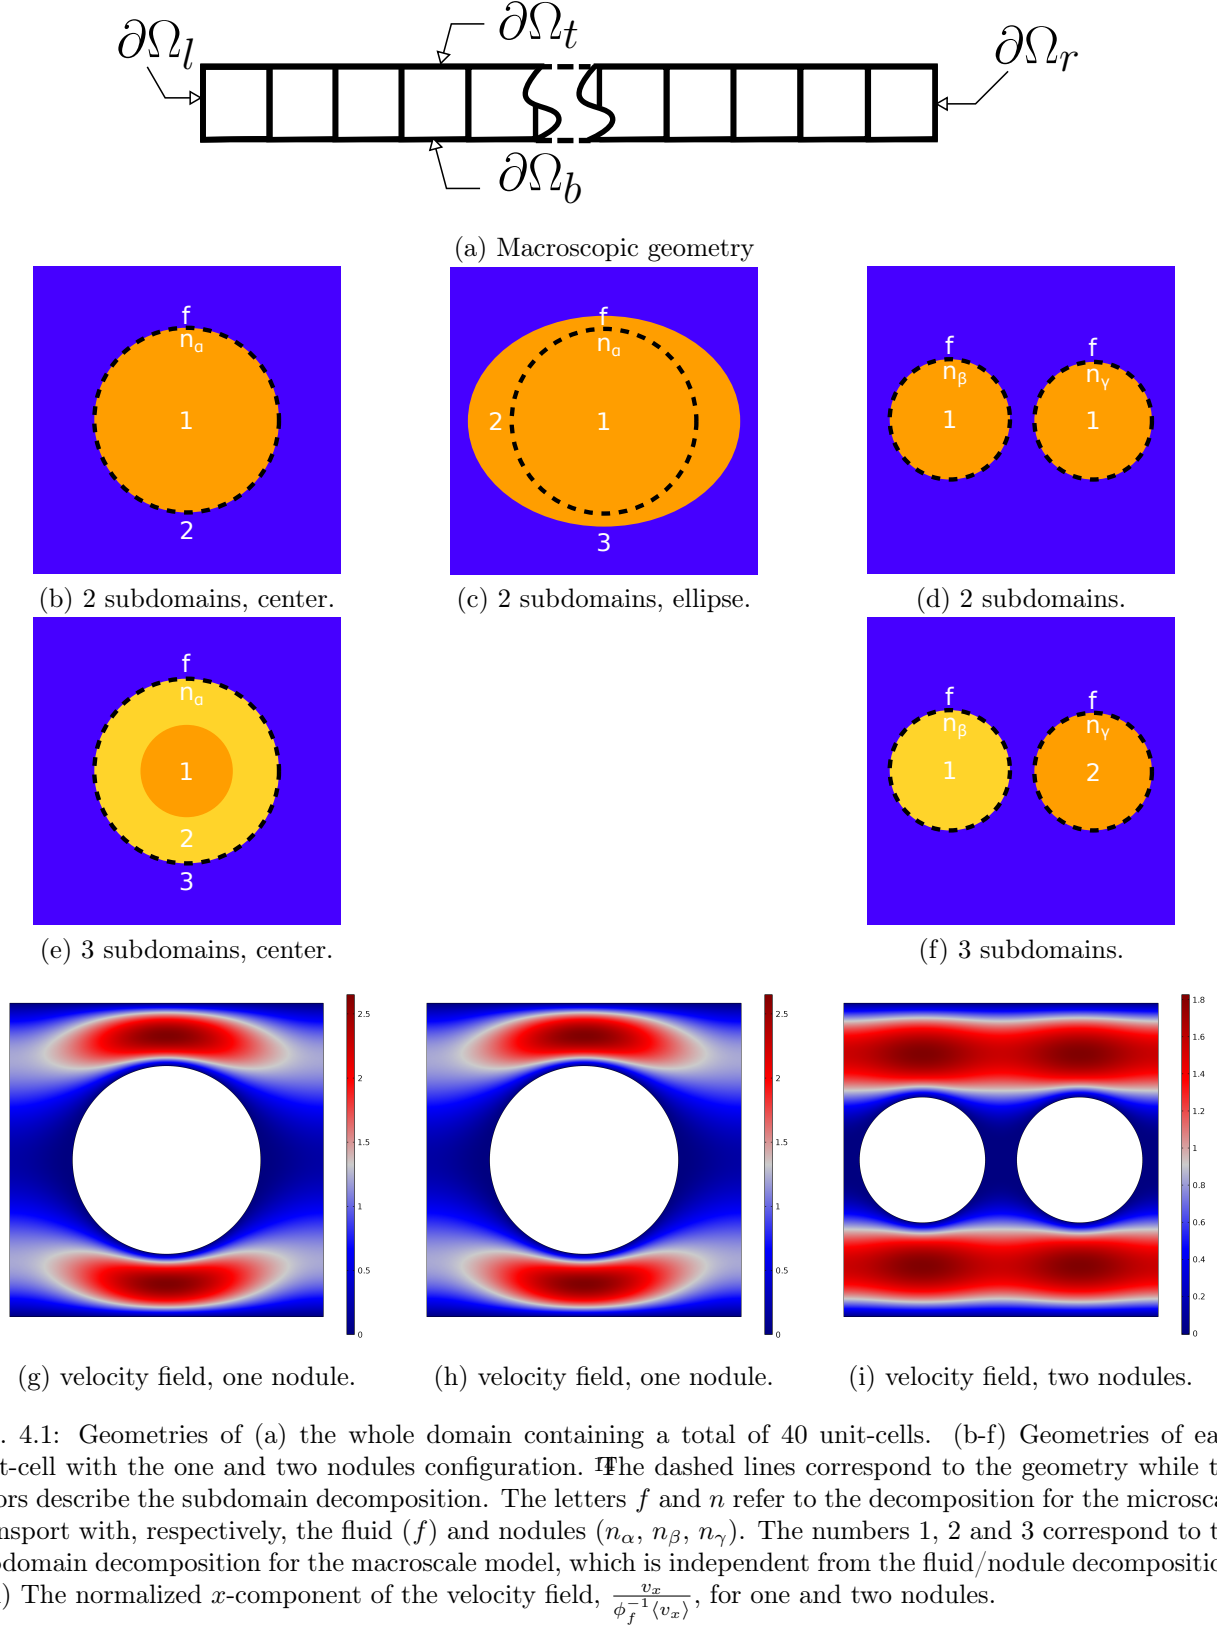 ∂Ω_t
∂Ω_l
∂Ω_r
∂Ω_b
(a) Macroscopic geometry
f
n_α
1
2
f
n_α
2 1
3
f f
n_β n_γ
1 1
(b) 2 subdomains, center. (c) 2 subdomains, ellipse. (d) 2 subdomains.
f
n_α
1
2
3
f f
n_β n_γ
1 2
(e) 3 subdomains, center. (f) 3 subdomains.
2.5
2
1.5
1
0.5
0
2.5
2
1.5
1
0.5
0
1.8
1.6
1.4
1.2
1
0.8
0.6
0.4
0.2
0
(g) velocity field, one nodule. (h) velocity field, one nodule. (i) velocity field, two nodules.
. 4.1: Geometries of (a) the whole domain containing a total of 40 unit-cells. (b-f) Geometries of ea
t-cell with the one and two nodules configuration. The dashed lines correspond to the geometry while t
ors describe the subdomain decomposition. The letters f and n refer to the decomposition for the microsca
nsport with, respectively, the fluid (f) and nodules (n_α, n_β, n_γ). The numbers 1, 2 and 3 correspond to t
bdomain decomposition for the macroscale model, which is independent from the fluid/nodule decompositio
) The normalized x-component of the velocity field, v_x / φ_f^{-1}⟨v_x⟩, for one and two nodules.